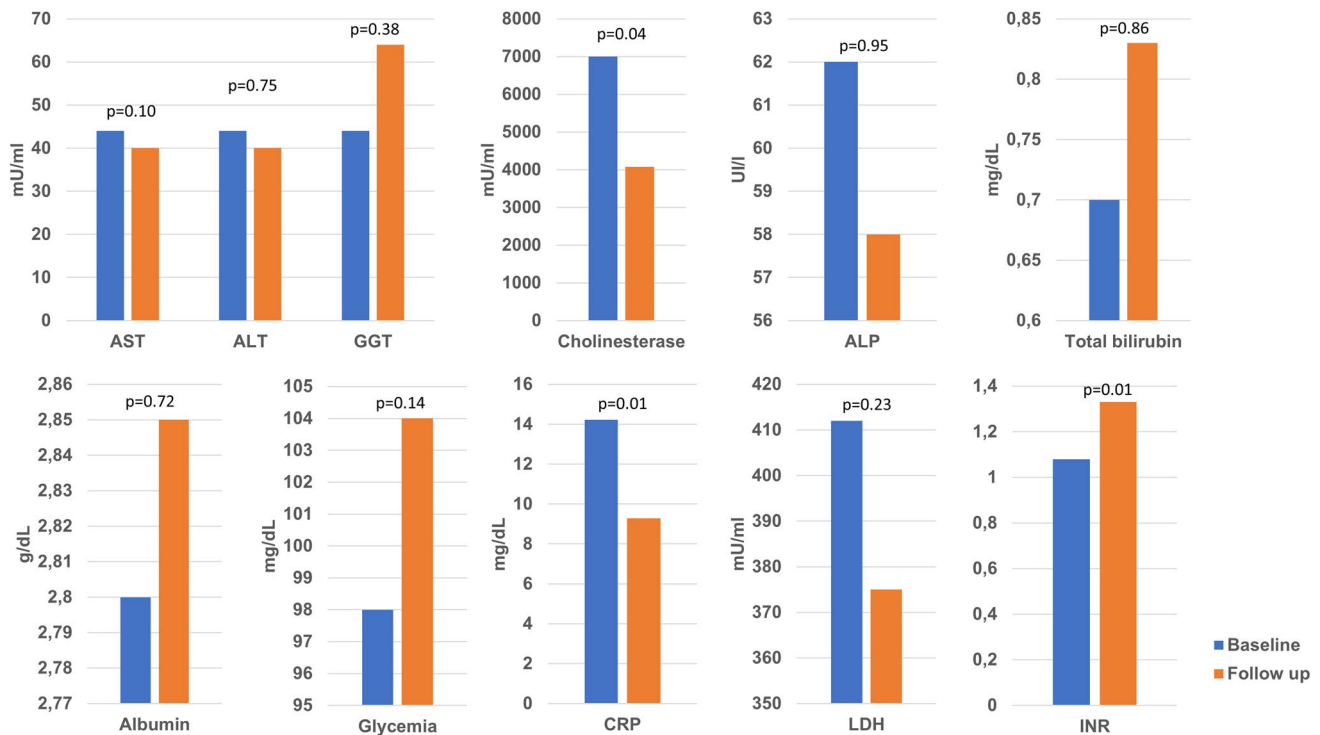 70
60
50
40
30
20
10
0
mU/ml
p=0.10
p=0.75
p=0.38
AST
ALT
GGT
8000
7000
6000
5000
4000
3000
2000
1000
0
mU/ml
p=0.04
Cholinesterase
63
62
61
60
59
58
57
56
UI/l
p=0.95
ALP
0,85
0,8
0,75
0,7
0,65
0,6
mg/dL
p=0.86
Total bilirubin
2,86
2,85
2,84
2,83
2,82
2,81
2,8
2,79
2,78
2,77
g/dL
p=0.72
Albumin
105
104
103
102
101
100
99
98
97
96
95
mg/dL
p=0.14
Glycemia
16
14
12
10
8
6
4
2
0
mg/dL
p=0.01
CRP
420
410
400
390
380
370
360
350
mU/ml
p=0.23
LDH
1,4
1,2
1
0,8
0,6
0,4
0,2
0
p=0.01
INR
Baseline
Follow up